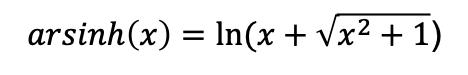 arsinh(x) = ln(x + √(x² + 1))